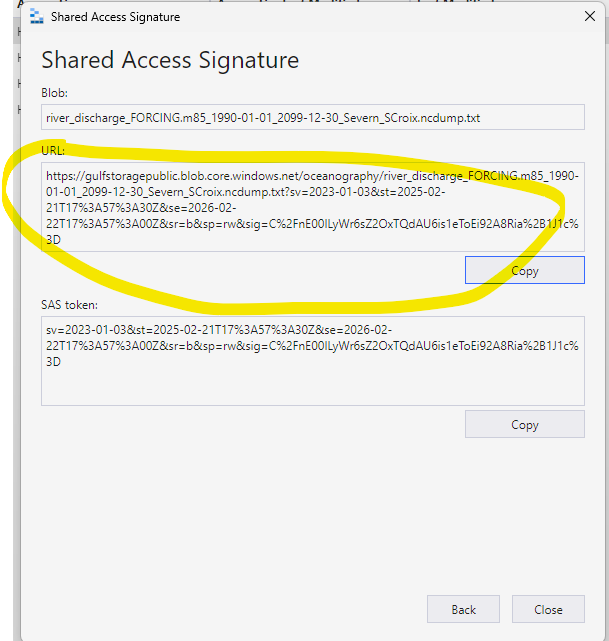 Shared Access Signature
Shared Access Signature
Blob:
river_discharge_FORCING.m85_1990-01-01_2099-12-30_Severn_SCroix.ncdump.txt
URL:
https://gulfstoragepublic.blob.core.windows.net/oceanography/river_discharge_FORCING.m85_1990-
01-01_2099-12-30_Severn_SCroix.ncdump.txt?sv=2023-01-03&st=2025-02-
21T17%3A57%3A30Z&se=2026-02-
22T17%3A57%3A00Z&sr=b&sp=rw&sig=C%2FnE00ILyWr6sZ2OxTQdAU6is1eToEi92A8Ria%2B1J1c%
3D
Copy
SAS token:
sv=2023-01-03&st=2025-02-21T17%3A57%3A30Z&se=2026-02-
22T17%3A57%3A00Z&sr=b&sp=rw&sig=C%2FnE00ILyWr6sZ2OxTQdAU6is1eToEi92A8Ria%2B1J1c%
3D
Copy
Back
Close